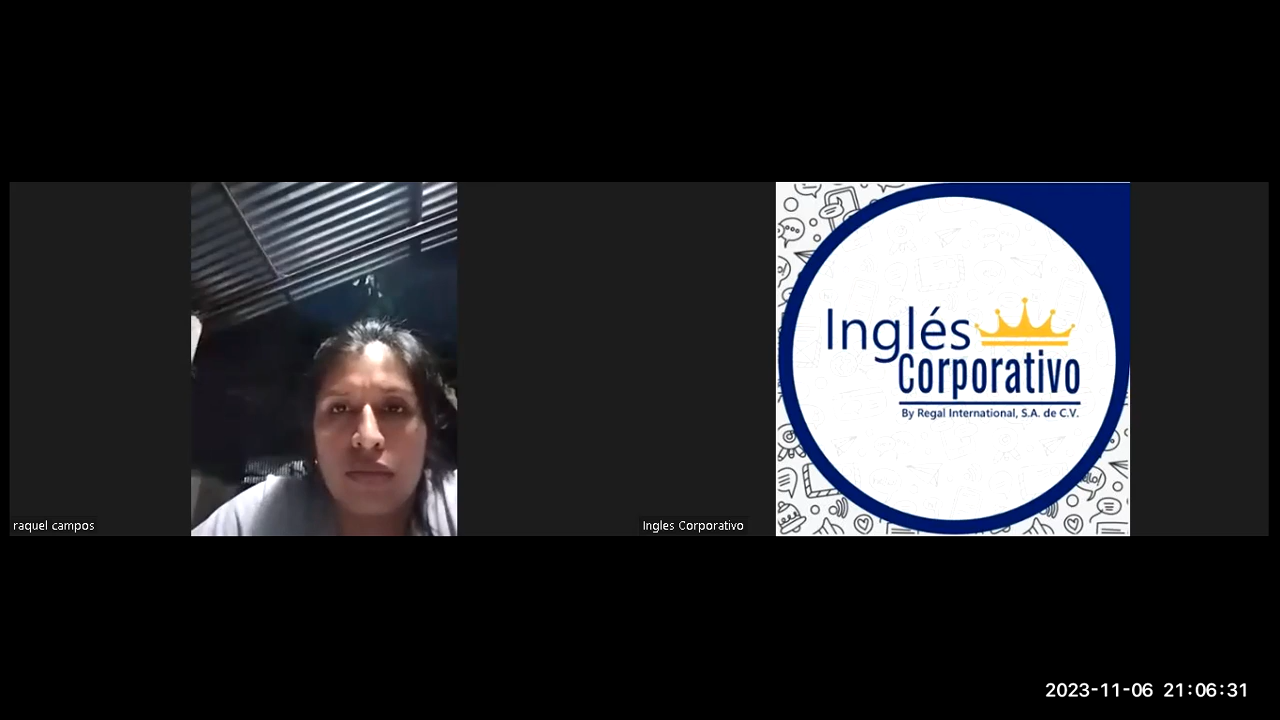 Inglés
Corporativo
By Regal International, S.A. de C.V.
raquel campos
Ingles Corporativo
2023-11-06 21:06:31